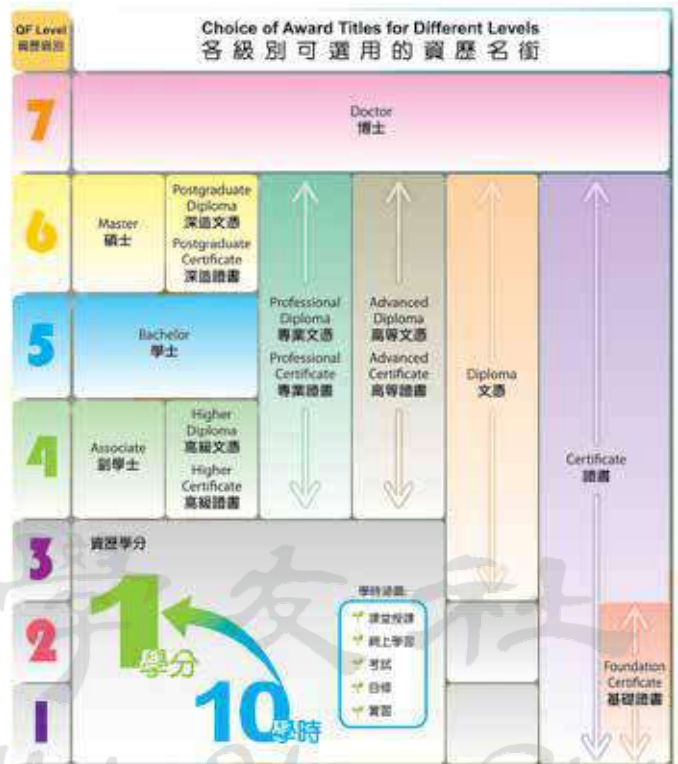 QF Level
資歷級別
Choice of Award Titles for Different Levels
各級別可選用的資歷名銜
7
Doctor
博士
6
Master
碩士
Postgraduate
Diploma
深造文憑
Postgraduate
Certificate
深造證書
5
Bachelor
學士
Professional
Diploma
專業文憑
Professional
Certificate
專業證書
Advanced
Diploma
高等文憑
Advanced
Certificate
高等證書
Diploma
文憑
Certificate
證書
4
Associate
副學士
Higher
Diploma
高級文憑
Higher
Certificate
高級證書
3
資歷學分
1
學分
10
學時
學時涵蓋:
課堂授課
網上學習
考試
自修
實習
2
Foundation
Certificate
基礎證書
1
學友社